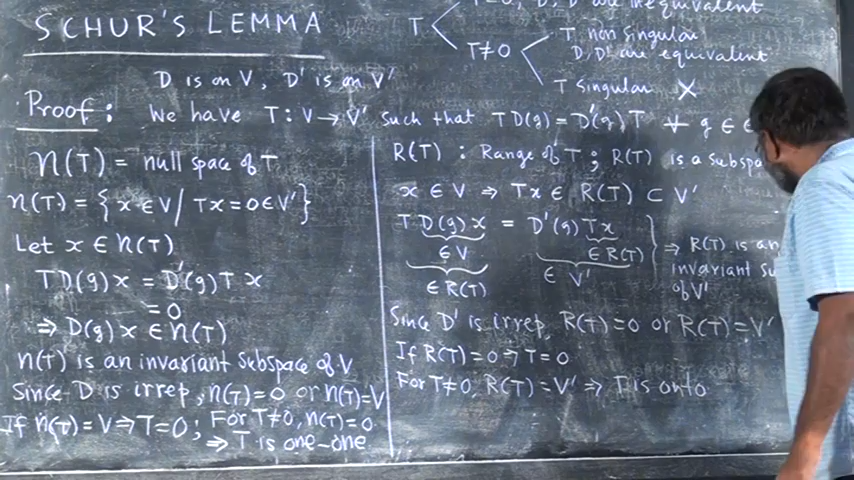 SCHUR'S LEMMA
T
T=0, D, D' are inequivalent
T≠0
T non singular
D, D' are equivalent
T singular X
D is on V, D' is on V'
Proof:
We have T: V → V' such that T D(g) = D'(g) T ∀ g ∈
n(T) = null space of T
n(T) = { x ∈ V / Tx = 0 ∈ V' }
Let x ∈ n(T)
T D(g) x = D'(g) T x
= 0
⇒ D(g) x ∈ n(T)
n(T) is an invariant subspace of V
Since D is irrep, n(T) = 0 or n(T) = V
If n(T) = V ⇒ T = 0; For T≠0, n(T) = 0
⇒ T is one-one
R(T) : Range of T ; R(T) is a subspa
x ∈ V ⇒ Tx ∈ R(T) ⊂ V'
T D(g) x = D'(g) Tx
∈ V
∈ R(T)
∈ R(T)
∈ V'
⇒ R(T) is an
invariant su
of V'
Since D' is irrep, R(T) = 0 or R(T) = V'
If R(T) = 0 ⇒ T = 0
For T≠0, R(T) = V' ⇒ T is onto